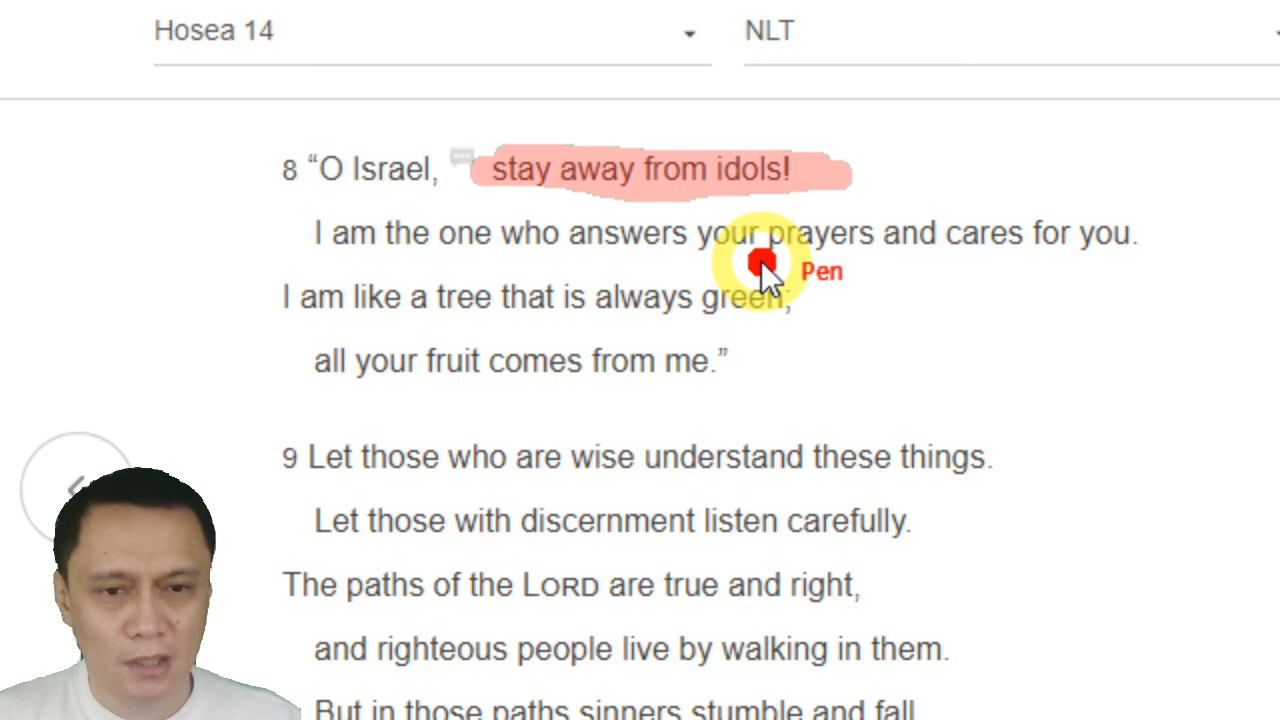 Hosea 14 NLT
8 “O Israel, stay away from idols!
I am the one who answers your prayers and cares for you.
Pen
I am like a tree that is always green;
all your fruit comes from me.”
9 Let those who are wise understand these things.
Let those with discernment listen carefully.
The paths of the LORD are true and right,
and righteous people live by walking in them.
But in those paths sinners stumble and fall